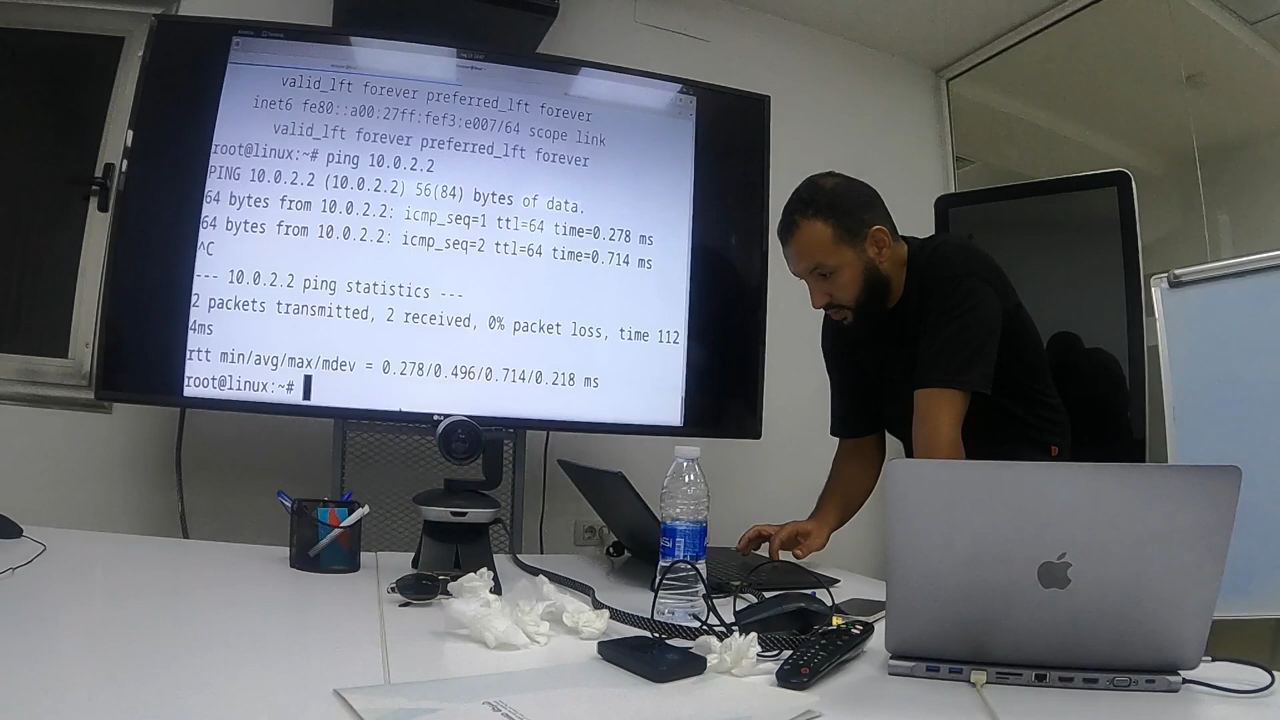 valid_lft forever preferred_lft forever
inet6 fe80::a00:27ff:fef3:e007/64 scope link
valid_lft forever preferred_lft forever
root@linux:~# ping 10.0.2.2
PING 10.0.2.2 (10.0.2.2) 56(84) bytes of data.
64 bytes from 10.0.2.2: icmp_seq=1 ttl=64 time=0.278 ms
64 bytes from 10.0.2.2: icmp_seq=2 ttl=64 time=0.714 ms
^C
--- 10.0.2.2 ping statistics ---
2 packets transmitted, 2 received, 0% packet loss, time 112
4ms
rtt min/avg/max/mdev = 0.278/0.496/0.714/0.218 ms
root@linux:~#
LG